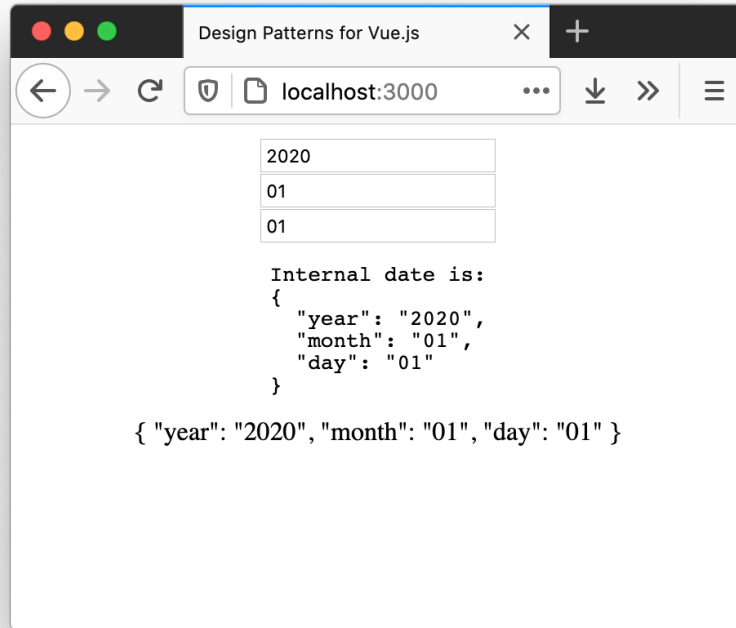 Design Patterns for Vue.js
localhost:3000
2020
01
01
Internal date is:
{
  "year": "2020",
  "month": "01",
  "day": "01"
}
{ "year": "2020", "month": "01", "day": "01" }